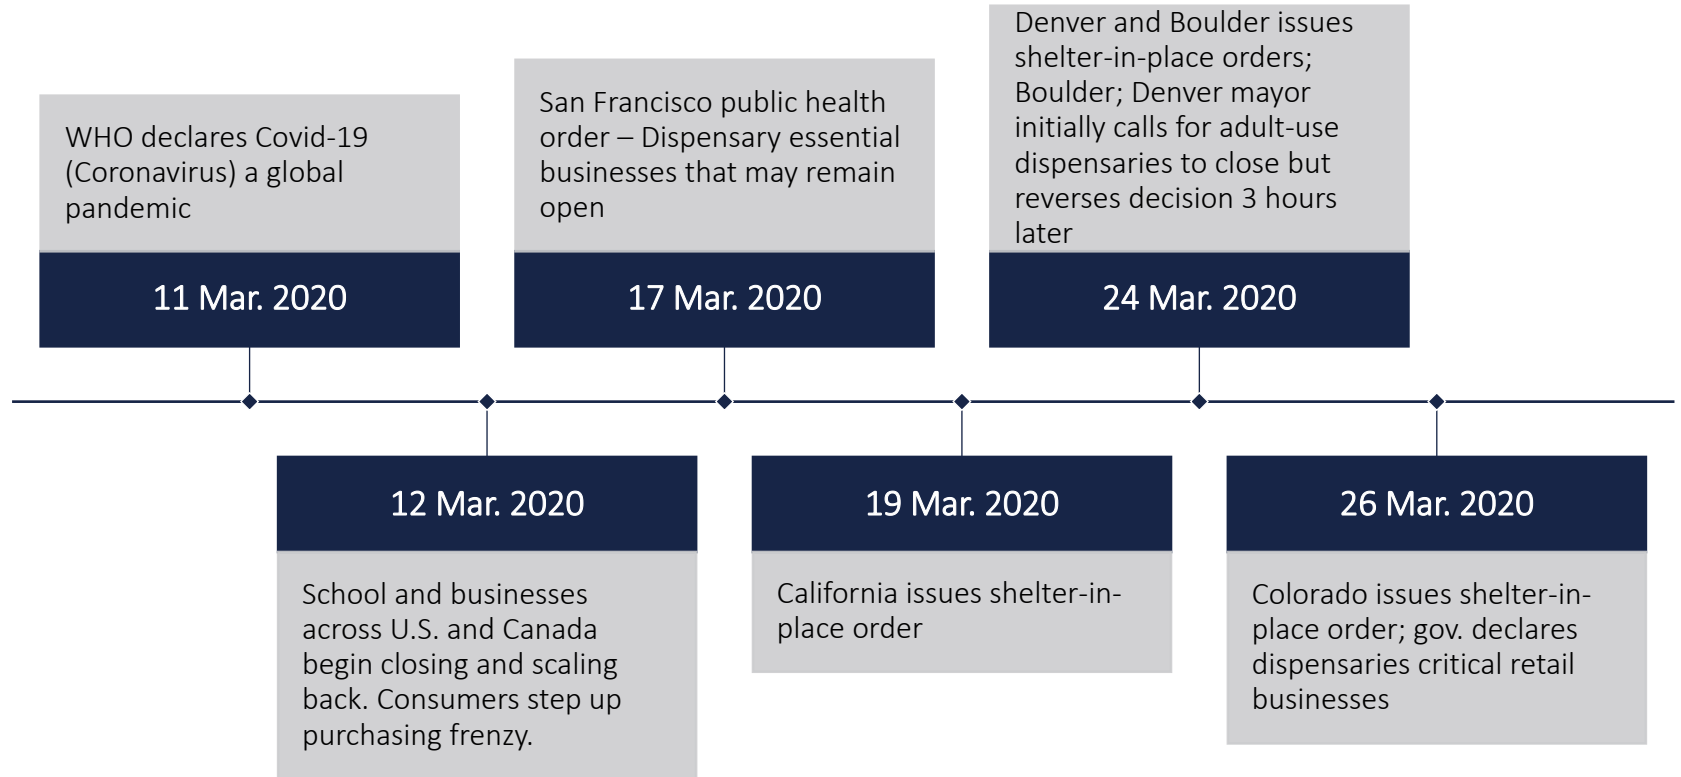 WHO declares Covid-19
(Coronavirus) a global
pandemic
11 Mar. 2020
School and businesses
across U.S. and Canada
begin closing and scaling
back. Consumers step up
purchasing frenzy.
12 Mar. 2020
San Francisco public health
order – Dispensary essential
businesses that may remain
open
17 Mar. 2020
19 Mar. 2020
California issues shelter-in-
place order
Denver and Boulder issues
shelter-in-place orders;
Boulder; Denver mayor
initially calls for adult-use
dispensaries to close but
reverses decision 3 hours
later
24 Mar. 2020
26 Mar. 2020
Colorado issues shelter-in-
place order; gov. declares
dispensaries critical retail
businesses